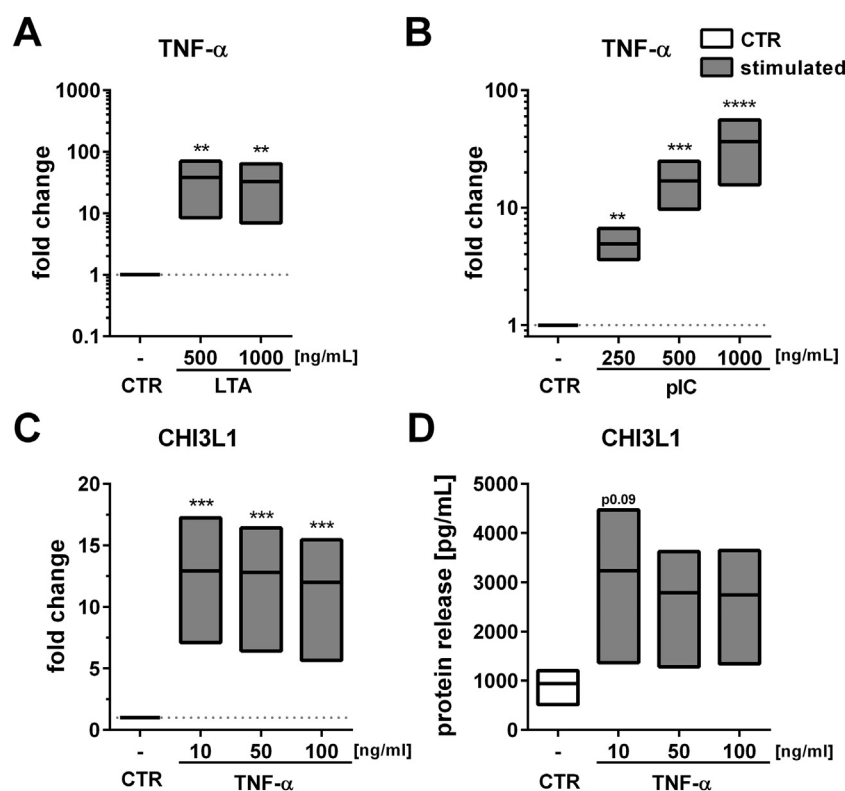 A
TNF-α
fold change
1000
100
10
1
0.1
** **
- 500 1000 [ng/mL]
CTR LTA
B
TNF-α
CTR
stimulated
fold change
100
10
1
** *** ****
- 250 500 1000 [ng/mL]
CTR pIC
C
CHI3L1
fold change
20
15
10
5
0
*** *** ***
- 10 50 100 [ng/ml]
CTR TNF-α
D
CHI3L1
protein release [pg/mL]
5000
4000
3000
2000
1000
0
p0.09
- 10 50 100 [ng/ml]
CTR TNF-α